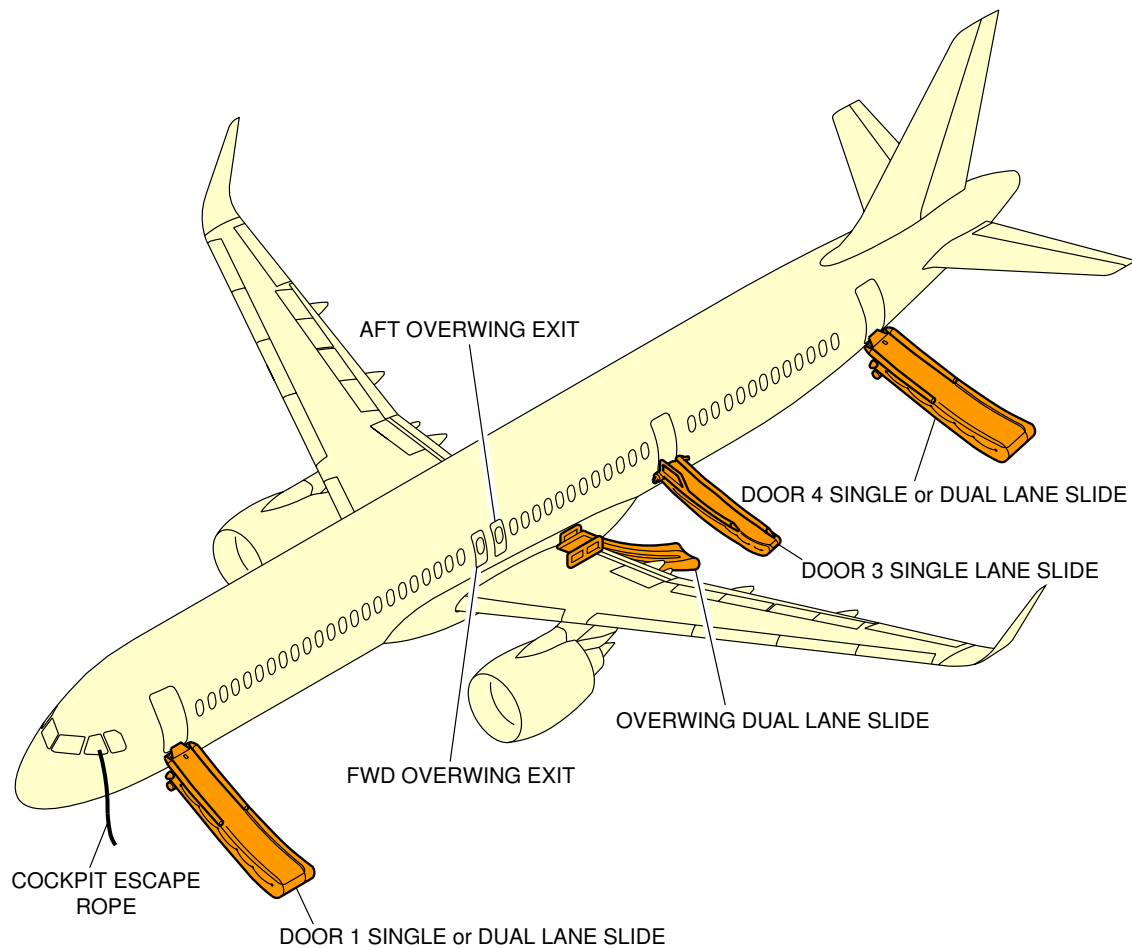 AFT OVERWING EXIT
DOOR 4 SINGLE or DUAL LANE SLIDE
DOOR 3 SINGLE LANE SLIDE
OVERWING DUAL LANE SLIDE
FWD OVERWING EXIT
COCKPIT ESCAPE
ROPE
DOOR 1 SINGLE or DUAL LANE SLIDE